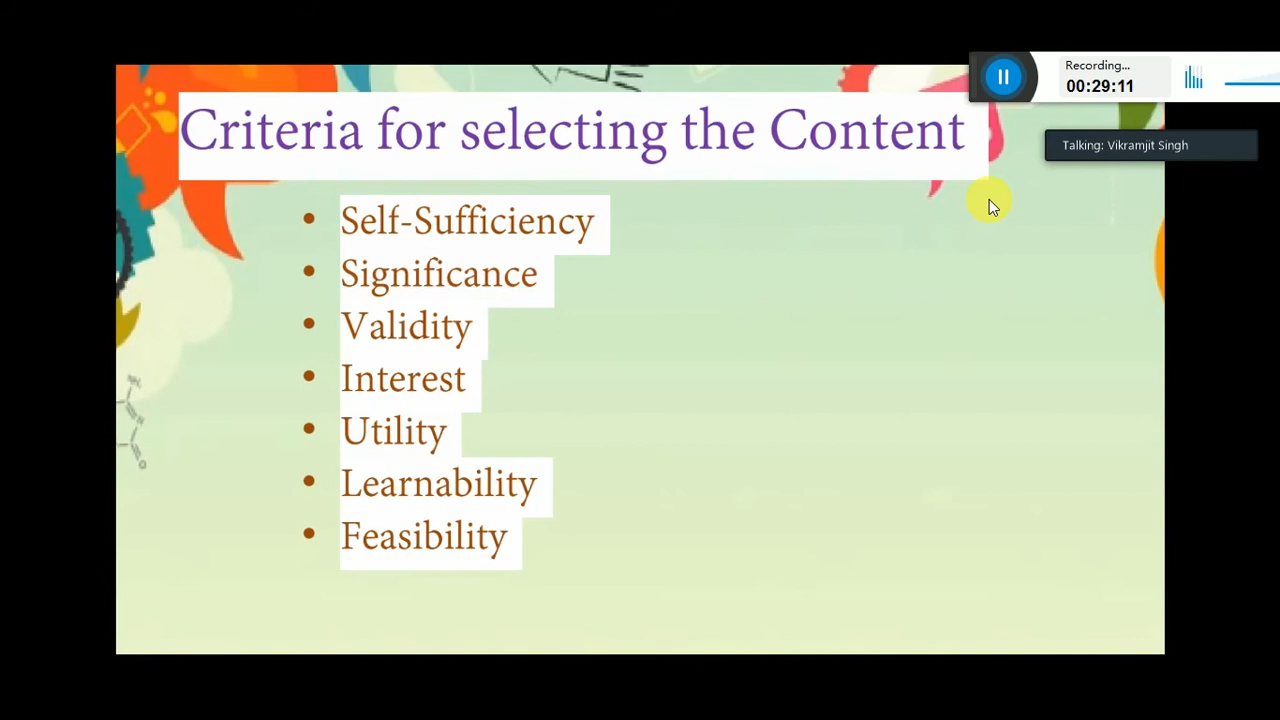 Recording...
00:29:11
Criteria for selecting the Content
Talking: Vikramjit Singh
• Self-Sufficiency
• Significance
• Validity
• Interest
• Utility
• Learnability
• Feasibility